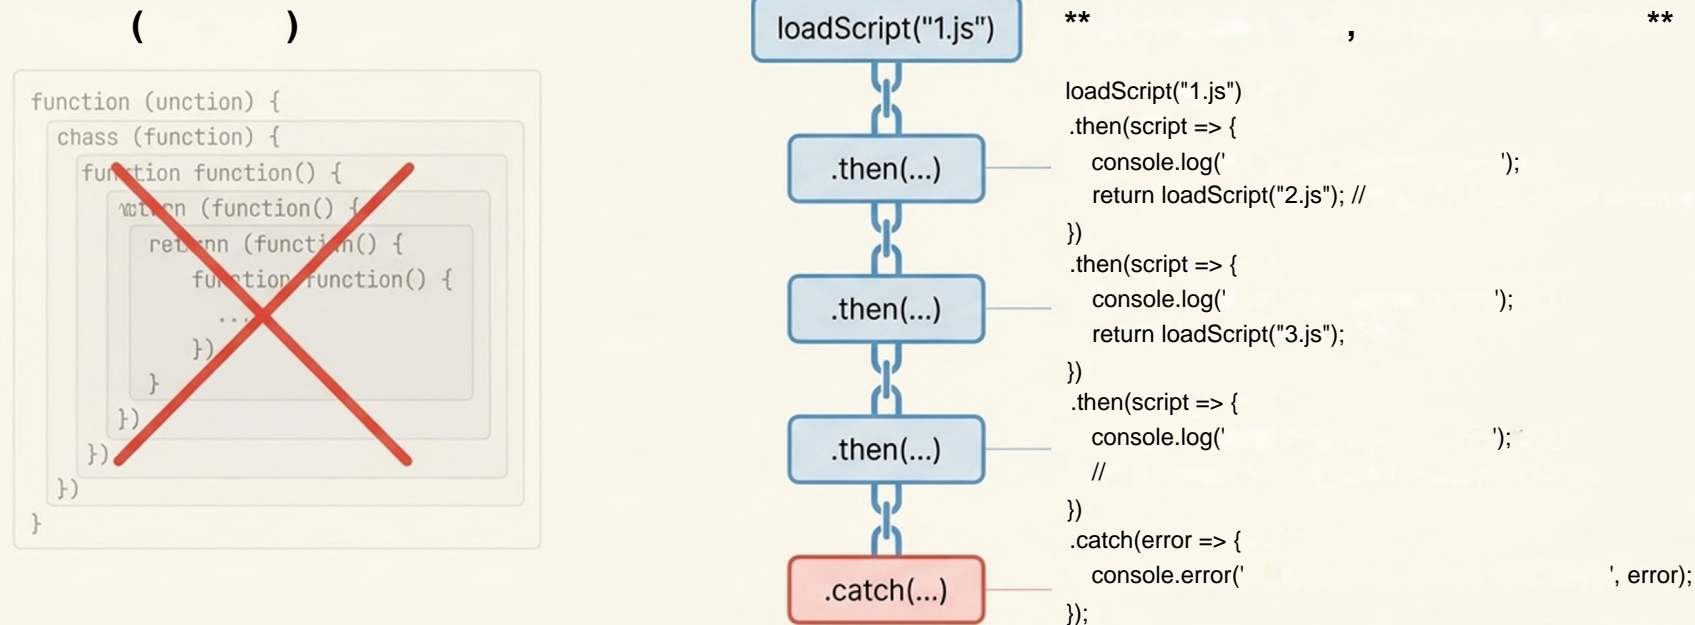 ( )
function (unction) {
chass (function) {
function function() {
(function() {
returnn (function() {
function function() {
...
})
}
})
})
})
}
loadScript("1.js")
.then(...)
.then(...)
.then(...)
.catch(...)
** , **
loadScript("1.js")
.then(script => {
console.log(' ');
return loadScript("2.js"); //
})
.then(script => {
console.log(' ');
return loadScript("3.js");
})
.then(script => {
console.log(' ');
//
})
.catch(error => {
console.error(' ', error);
});